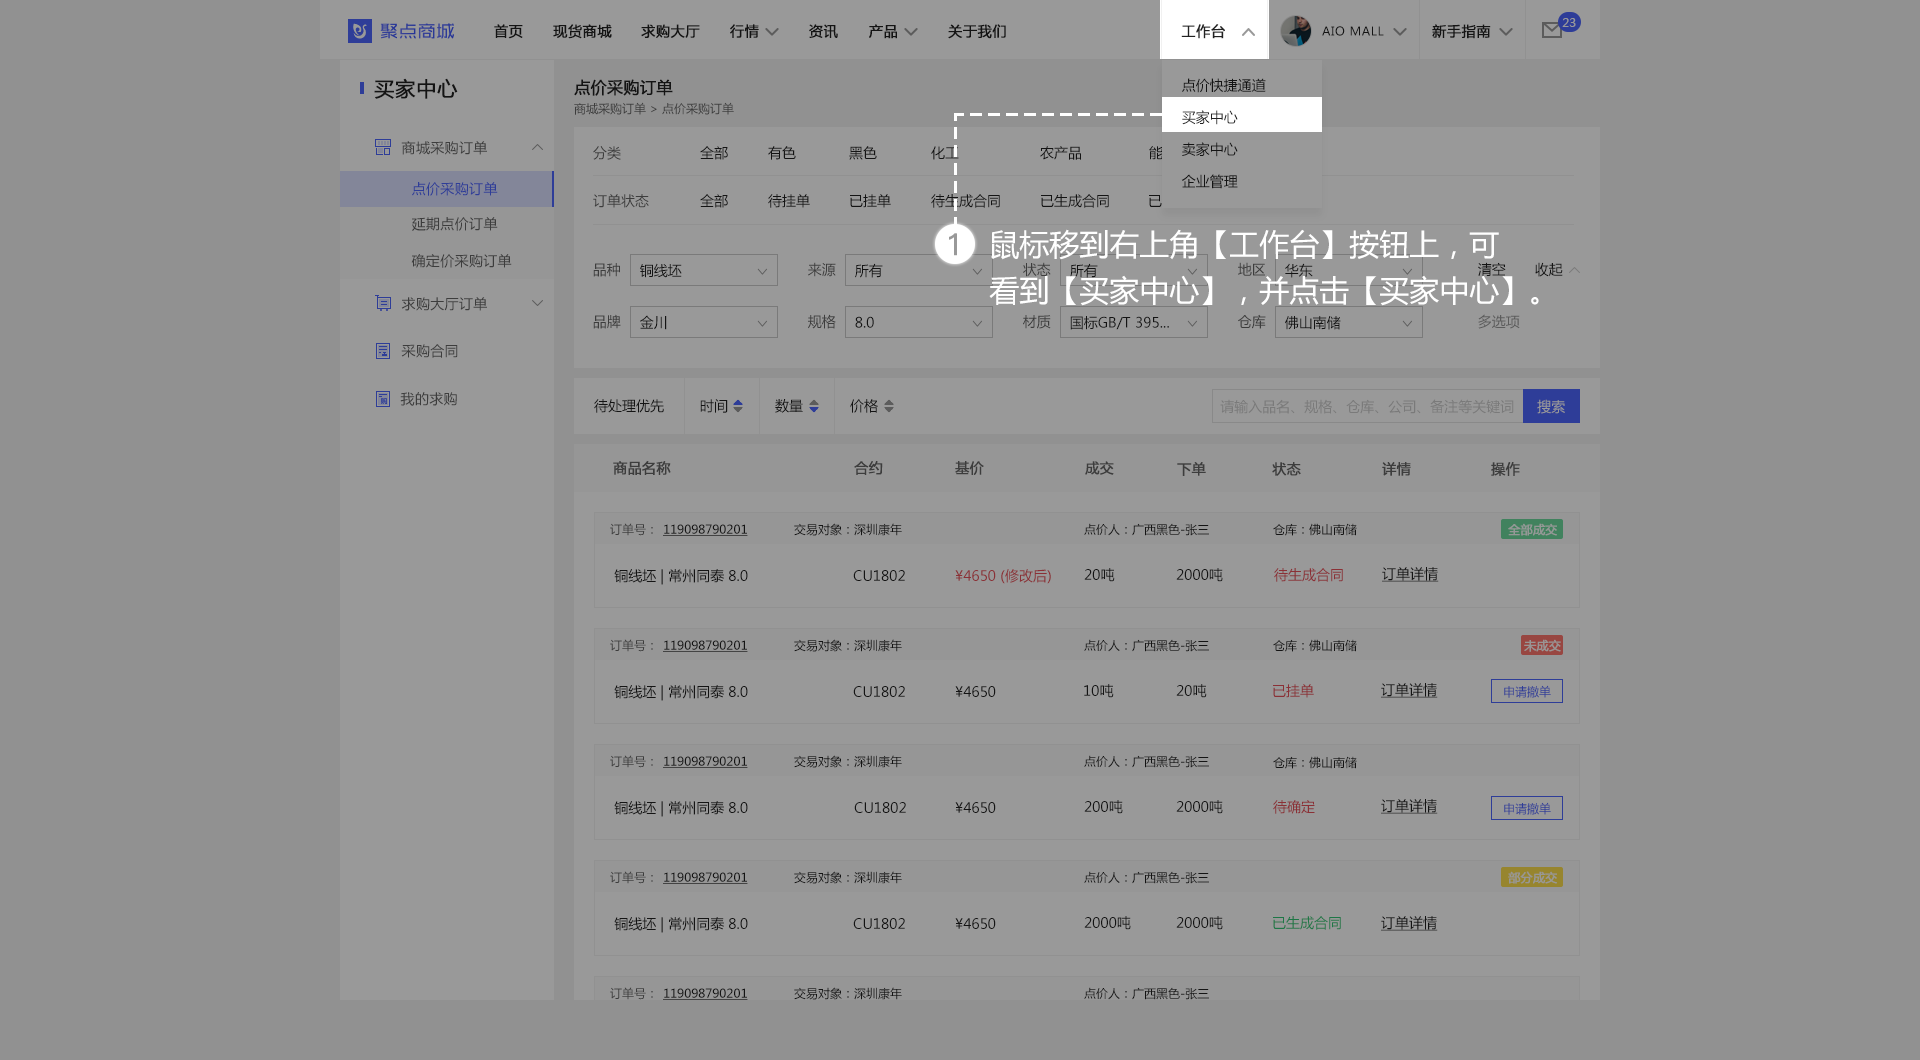 聚点商城 首页 现货商城 求购大厅 行情 资讯 产品 关于我们 工作台 AIO MALL 新手指南 23
买家中心
商城采购订单
点价采购订单
延期点价订单
确定价采购订单
求购大厅订单
采购合同
我的求购
点价采购订单
商城采购订单 > 点价采购订单
点价快捷通道
买家中心
卖家中心
企业管理
分类 全部 有色 黑色 化工 农产品 能
订单状态 全部 待挂单 已挂单 待生成合同 已生成合同 已
1 鼠标移到右上角【工作台】按钮上，可
看到【买家中心】，并点击【买家中心】。
品种 铜线坯 来源 所有 状态 所有 地区 华东 清空 收起
品牌 金川 规格 8.0 材质 国标GB/T 395... 仓库 佛山南储 多选项
待处理优先 时间 数量 价格 请输入品名、规格、仓库、公司、备注等关键词 搜索
商品名称 合约 基价 成交 下单 状态 详情 操作
订单号： 119098790201 交易对象：深圳康年 点价人：广西黑色-张三 仓库：佛山南储 全部成交
铜线坯 | 常州同泰 8.0 CU1802 ¥4650 (修改后) 20吨 2000吨 待生成合同 订单详情
订单号： 119098790201 交易对象：深圳康年 点价人：广西黑色-张三 仓库：佛山南储 未成交
铜线坯 | 常州同泰 8.0 CU1802 ¥4650 10吨 20吨 已挂单 订单详情 申请撤单
订单号： 119098790201 交易对象：深圳康年 点价人：广西黑色-张三 仓库：佛山南储
铜线坯 | 常州同泰 8.0 CU1802 ¥4650 200吨 2000吨 待确定 订单详情 申请撤单
订单号： 119098790201 交易对象：深圳康年 点价人：广西黑色-张三 部分成交
铜线坯 | 常州同泰 8.0 CU1802 ¥4650 2000吨 2000吨 已生成合同 订单详情
订单号： 119098790201 交易对象：深圳康年 点价人：广西黑色-张三